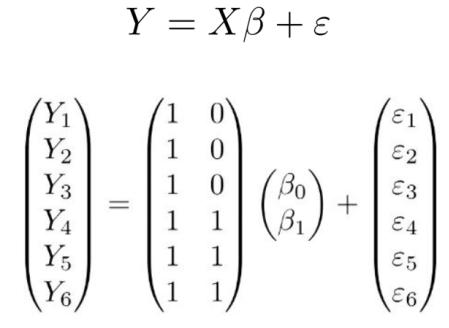 Y = Xβ + ε
Y₁ 1 0 ε₁
Y₂ 1 0 ε₂
Y₃ 1 0 β₀ ε₃
= +
Y₄ 1 1 β₁ ε₄
Y₅ 1 1 ε₅
Y₆ 1 1 ε₆